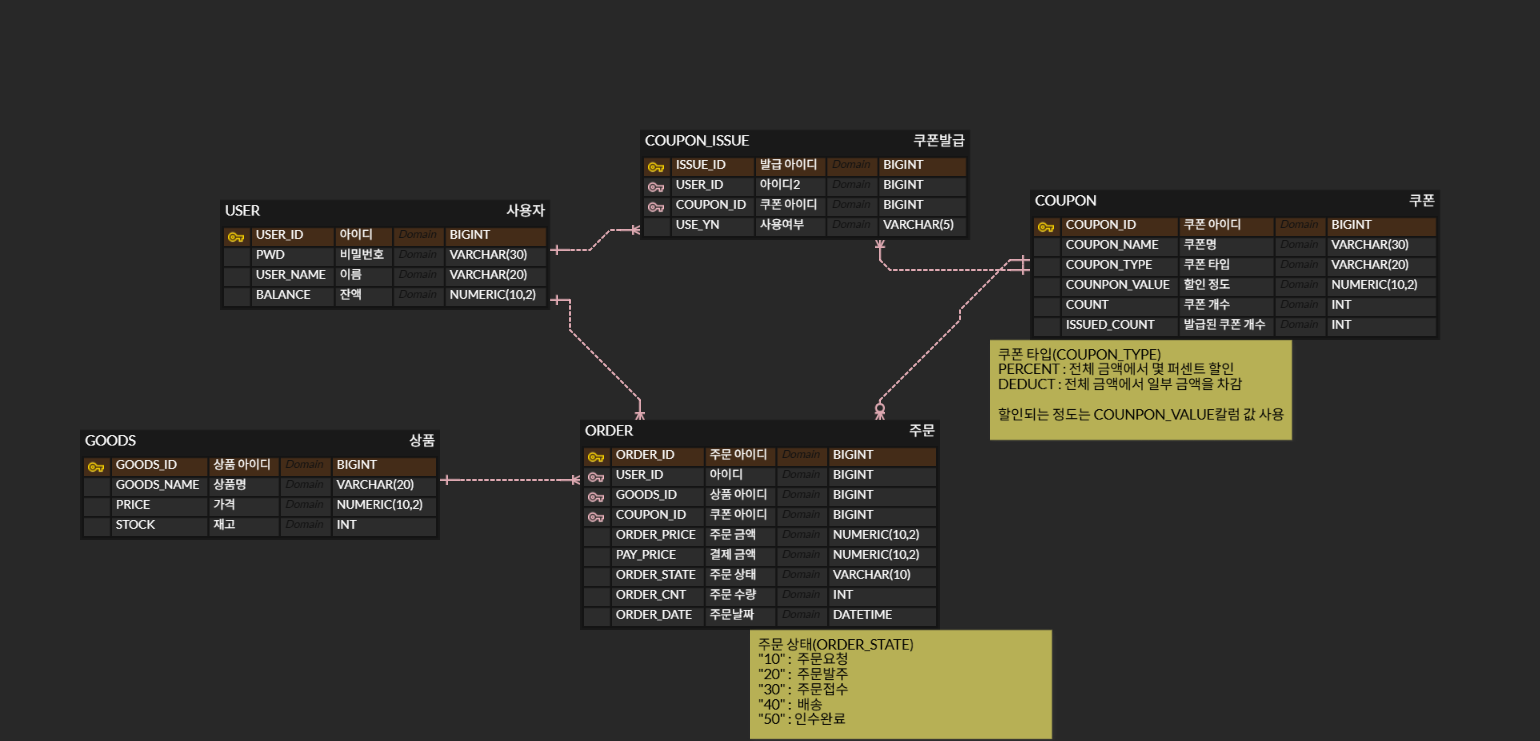 COUPON_ISSUE 쿠폰발급
ISSUE_ID 발급 아이디 Domain BIGINT
USER_ID 아이디2 Domain BIGINT
COUPON_ID 쿠폰 아이디 Domain BIGINT
USE_YN 사용여부 Domain VARCHAR(5)
USER 사용자
USER_ID 아이디 Domain BIGINT
PWD 비밀번호 Domain VARCHAR(30)
USER_NAME 이름 Domain VARCHAR(20)
BALANCE 잔액 Domain NUMERIC(10,2)
COUPON 쿠폰
COUPON_ID 쿠폰 아이디 Domain BIGINT
COUPON_NAME 쿠폰명 Domain VARCHAR(30)
COUPON_TYPE 쿠폰 타입 Domain VARCHAR(20)
COUNPON_VALUE 할인 정도 Domain NUMERIC(10,2)
COUNT 쿠폰 개수 Domain INT
ISSUED_COUNT 발급된 쿠폰 개수 Domain INT
쿠폰 타입(COUPON_TYPE)
PERCENT : 전체 금액에서 몇 퍼센트 할인
DEDUCT : 전체 금액에서 일부 금액을 차감
할인되는 정도는 COUNPON_VALUE칼럼 값 사용
GOODS 상품
GOODS_ID 상품 아이디 Domain BIGINT
GOODS_NAME 상품명 Domain VARCHAR(20)
PRICE 가격 Domain NUMERIC(10,2)
STOCK 재고 Domain INT
ORDER 주문
ORDER_ID 주문 아이디 Domain BIGINT
USER_ID 아이디 Domain BIGINT
GOODS_ID 상품 아이디 Domain BIGINT
COUPON_ID 쿠폰 아이디 Domain BIGINT
ORDER_PRICE 주문 금액 Domain NUMERIC(10,2)
PAY_PRICE 결제 금액 Domain NUMERIC(10,2)
ORDER_STATE 주문 상태 Domain VARCHAR(10)
ORDER_CNT 주문 수량 Domain INT
ORDER_DATE 주문날짜 Domain DATETIME
주문 상태(ORDER_STATE)
"10" : 주문요청
"20" : 주문발주
"30" : 주문접수
"40" : 배송
"50" : 인수완료